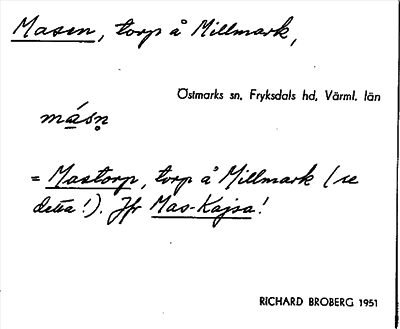 Masen, torp å Millmark,
Östmarks sn, Fryksdals hd, Värml. län
másn̥
= Mastorp, torp å Millmark (se
detta!). Jfr Mas-Kajsa!
RICHARD BROBERG 1951